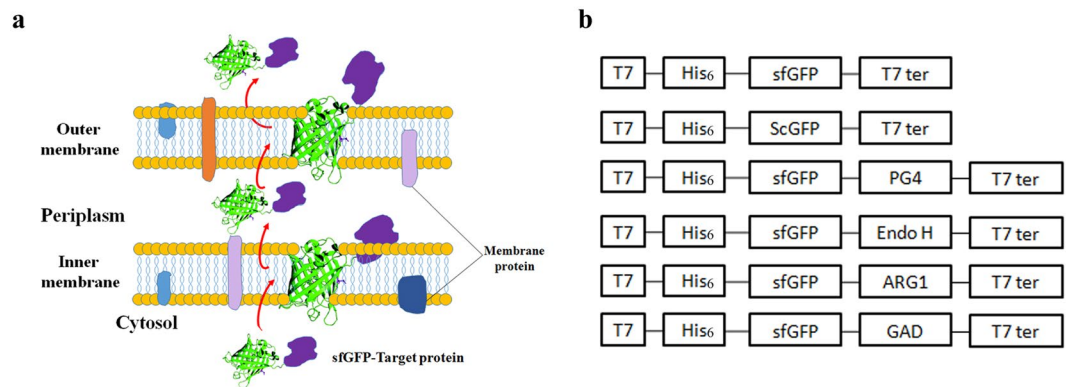 a
Outer
membrane
Periplasm
Inner
membrane
Cytosol
Membrane
protein
sfGFP-Target protein
b
T7 His6 sfGFP T7 ter
T7 His6 ScGFP T7 ter
T7 His6 sfGFP PG4 T7 ter
T7 His6 sfGFP Endo H T7 ter
T7 His6 sfGFP ARG1 T7 ter
T7 His6 sfGFP GAD T7 ter